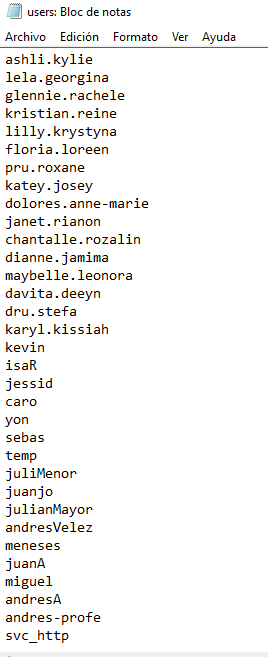 users: Bloc de notas
Archivo Edición Formato Ver Ayuda
ashli.kylie
lela.georgina
glennie.rachele
kristian.reine
lilly.krystyna
floria.loreen
pru.roxane
katey.josey
dolores.anne-marie
janet.rianon
chantalle.rozalin
dianne.jamima
maybelle.leonora
davita.deeyn
dru.stefa
karyl.kissiah
kevin
isaR
jessid
caro
yon
sebas
temp
juliMenor
juanjo
julianMayor
andresVelez
meneses
juanA
miguel
andresA
andres-profe
svc_http